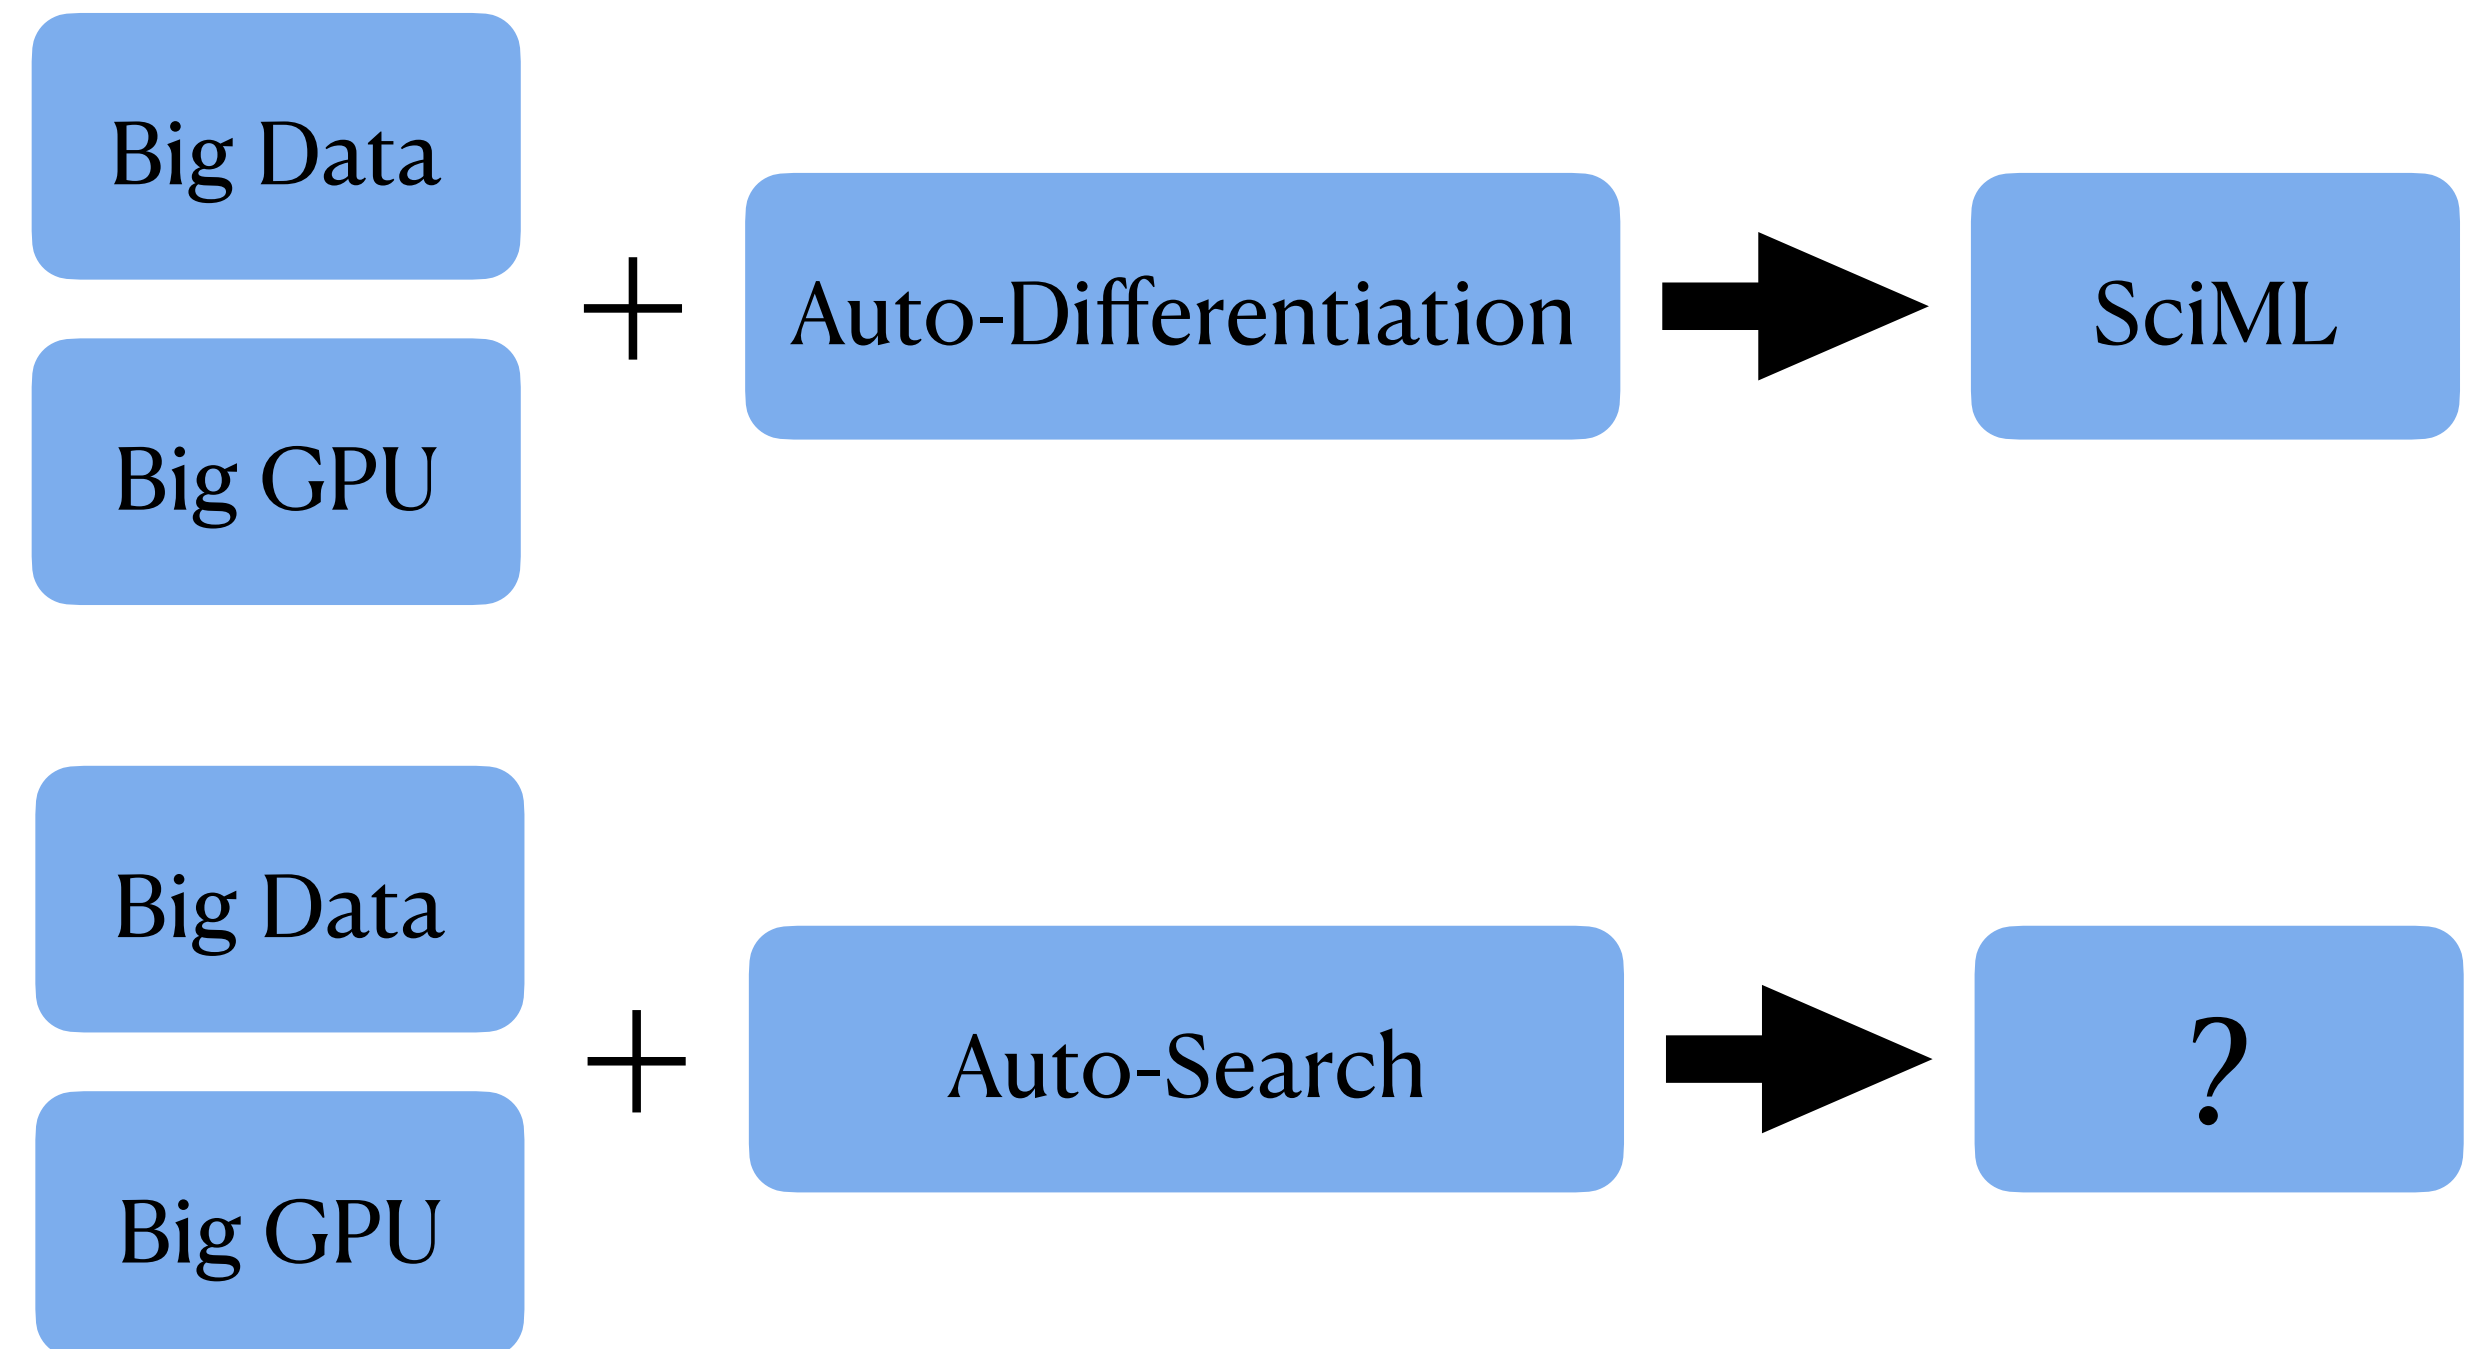 Big Data
Big GPU
+
Auto-Differentiation
SciML
Big Data
Big GPU
+
Auto-Search
?